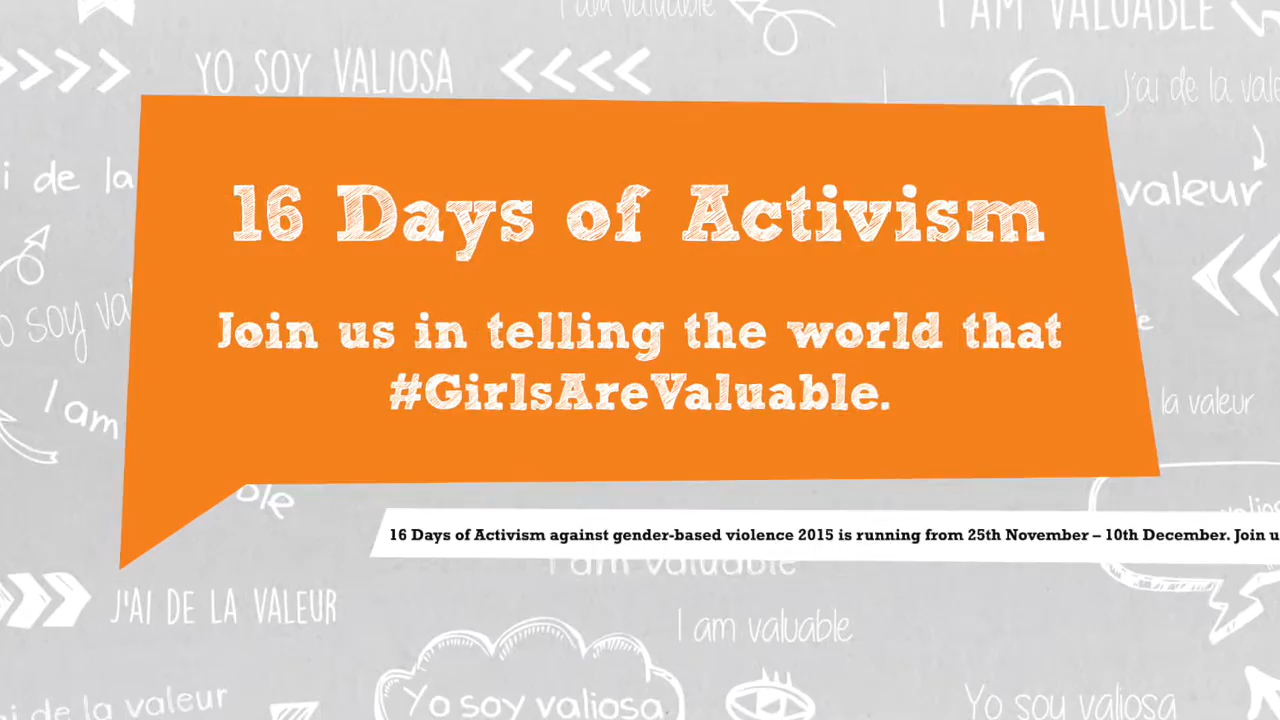 I am valuable
I AM VALUABLE
YO SOY VALIOSA
J'ai de la
de la
valeur
16 Days of Activism
Yo soy
Join us in telling the world that
#GirlsAreValuable.
I am
la valeur
16 Days of Activism against gender-based violence 2015 is running from 25th November – 10th December. Join u
I am valuable
J'AI DE LA VALEUR
I am valuable
de la valeur
Yo soy valiosa
Yo soy valiosa